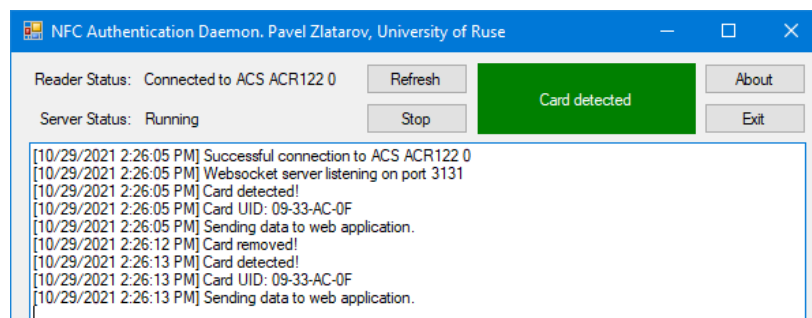 NFC Authentication Daemon. Pavel Zlatarov, University of Ruse
Reader Status: Connected to ACS ACR122 0 Refresh Card detected About
Server Status: Running Stop Exit
[10/29/2021 2:26:05 PM] Successful connection to ACS ACR122 0
[10/29/2021 2:26:05 PM] Websocket server listening on port 3131
[10/29/2021 2:26:05 PM] Card detected!
[10/29/2021 2:26:05 PM] Card UID: 09-33-AC-0F
[10/29/2021 2:26:05 PM] Sending data to web application.
[10/29/2021 2:26:12 PM] Card removed!
[10/29/2021 2:26:13 PM] Card detected!
[10/29/2021 2:26:13 PM] Card UID: 09-33-AC-0F
[10/29/2021 2:26:13 PM] Sending data to web application.